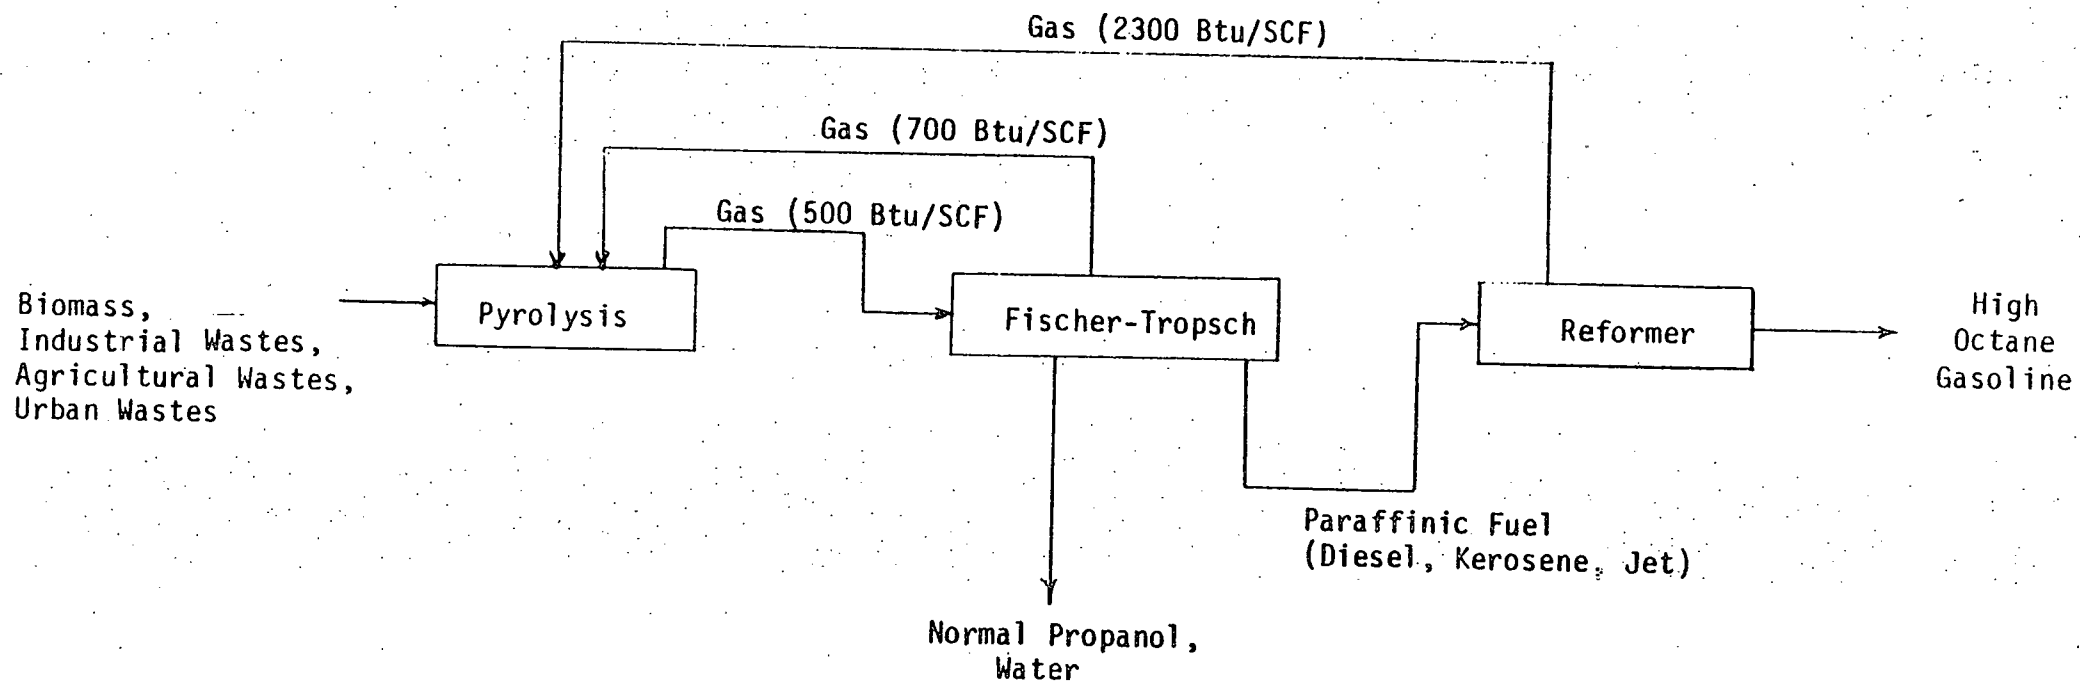 Gas (2300 Btu/SCF)
Gas (700 Btu/SCF)
Gas (500 Btu/SCF)
Biomass,
Industrial Wastes,
Agricultural Wastes,
Urban Wastes
Pyrolysis
Fischer-Tropsch
Reformer
High
Octane
Gasoline
Paraffinic Fuel
(Diesel, Kerosene, Jet)
Normal Propanol,
Water